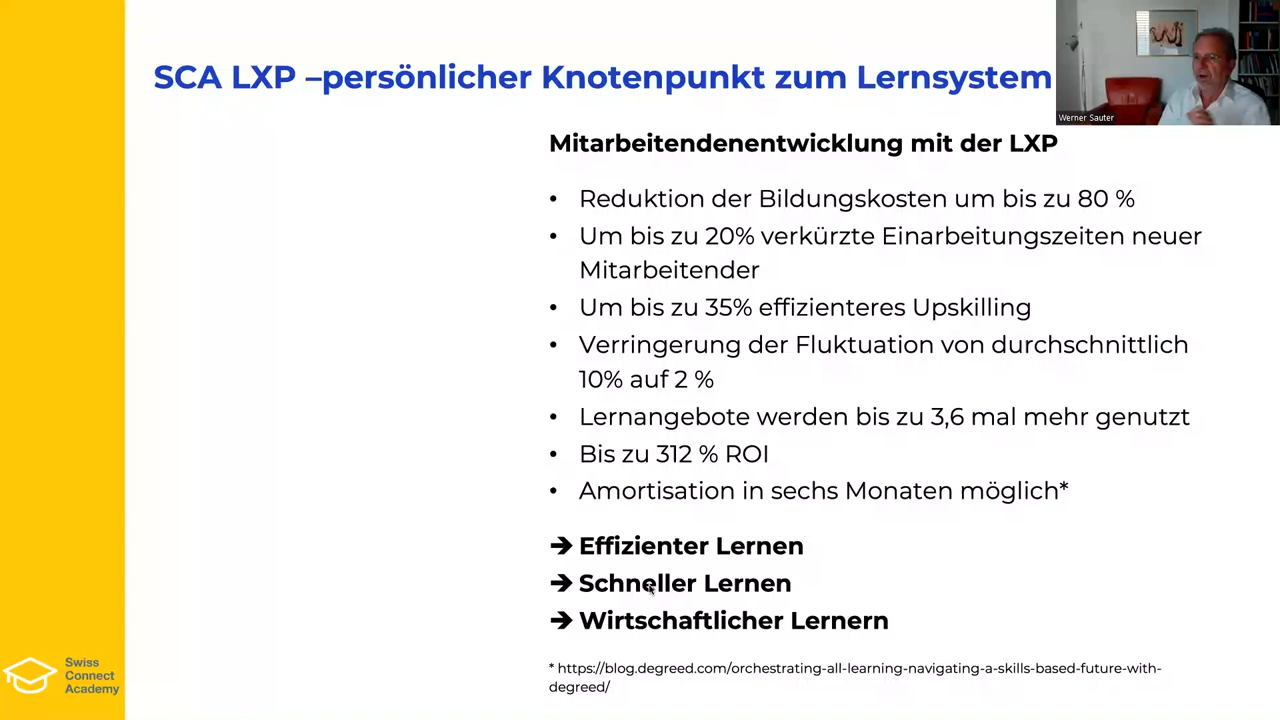 SCA LXP –persönlicher Knotenpunkt zum Lernsystem
Werner Sauter
Mitarbeitendenentwicklung mit der LXP
• Reduktion der Bildungskosten um bis zu 80 %
• Um bis zu 20% verkürzte Einarbeitungszeiten neuer
Mitarbeitender
• Um bis zu 35% effizienteres Upskilling
• Verringerung der Fluktuation von durchschnittlich
10% auf 2 %
• Lernangebote werden bis zu 3,6 mal mehr genutzt
• Bis zu 312 % ROI
• Amortisation in sechs Monaten möglich*
➔ Effizienter Lernen
➔ Schneller Lernen
➔ Wirtschaftlicher Lernern
* https://blog.degreed.com/orchestrating-all-learning-navigating-a-skills-based-future-with-
degreed/
Swiss
Connect
Academy